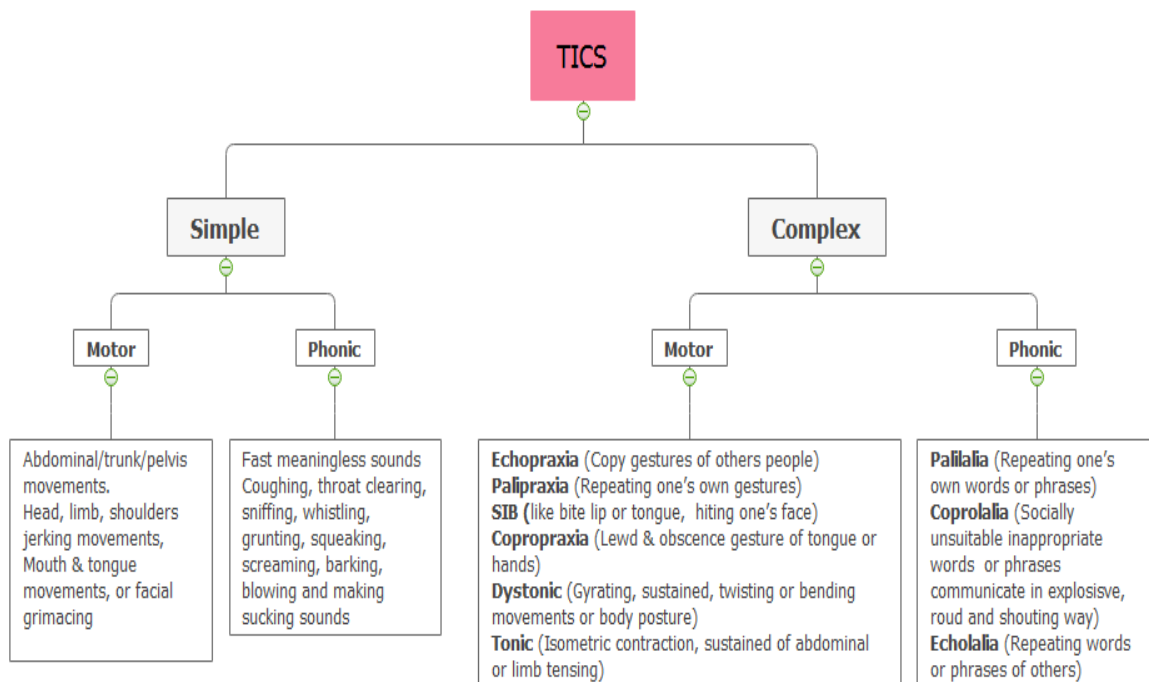 TICS
Simple
Complex
Motor
Phonic
Motor
Phonic
Abdominal/trunk/pelvis
movements.
Head, limb, shoulders
jerking movements,
Mouth & tongue
movements, or facial
grimacing
Fast meaningless sounds
Coughing, throat clearing,
sniffing, whistling,
grunting, squeaking,
screaming, barking,
blowing and making
sucking sounds
Echopraxia (Copy gestures of others people)
Palipraxia (Repeating one's own gestures)
SIB (like bite lip or tongue, hitting one's face)
Copropraxia (Lewd & obscence gesture of tongue or
hands)
Dystonic (Gyrating, sustained, twisting or bending
movements or body posture)
Tonic (Isometric contraction, sustained of abdominal
or limb tensing)
Palilalia (Repeating one's
own words or phrases)
Coprolalia (Socially
unsuitable inappropriate
words or phrases
communicate in explosisve,
roud and shouting way)
Echolalia (Repeating words
or phrases of others)